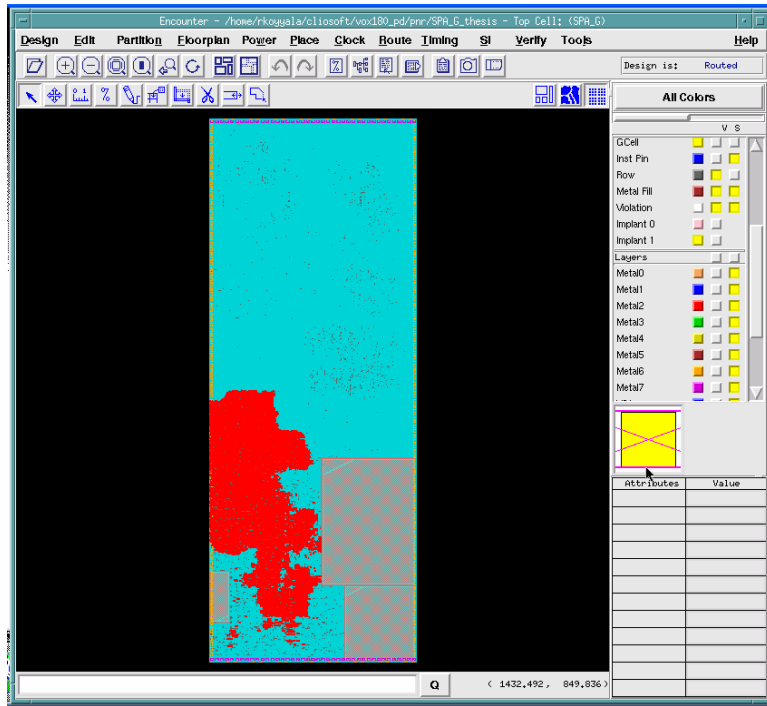 Encounter - /home/rkoyyala/cliosoft/vox180_pd/pnr/SPA_G_thesis - Top Cell: (SPA_G)
Design Edit Partition Floorplan Power Place Clock Route Timing SI Verify Tools Help
Design is: Routed
All Colors
V S
GCell
Inst Pin
Row
Metal Fill
Violation
Implant 0
Implant 1
Layers
Metal0
Metal1
Metal2
Metal3
Metal4
Metal5
Metal6
Metal7
Attributes Value
Q ( 1432.492, 849.836)